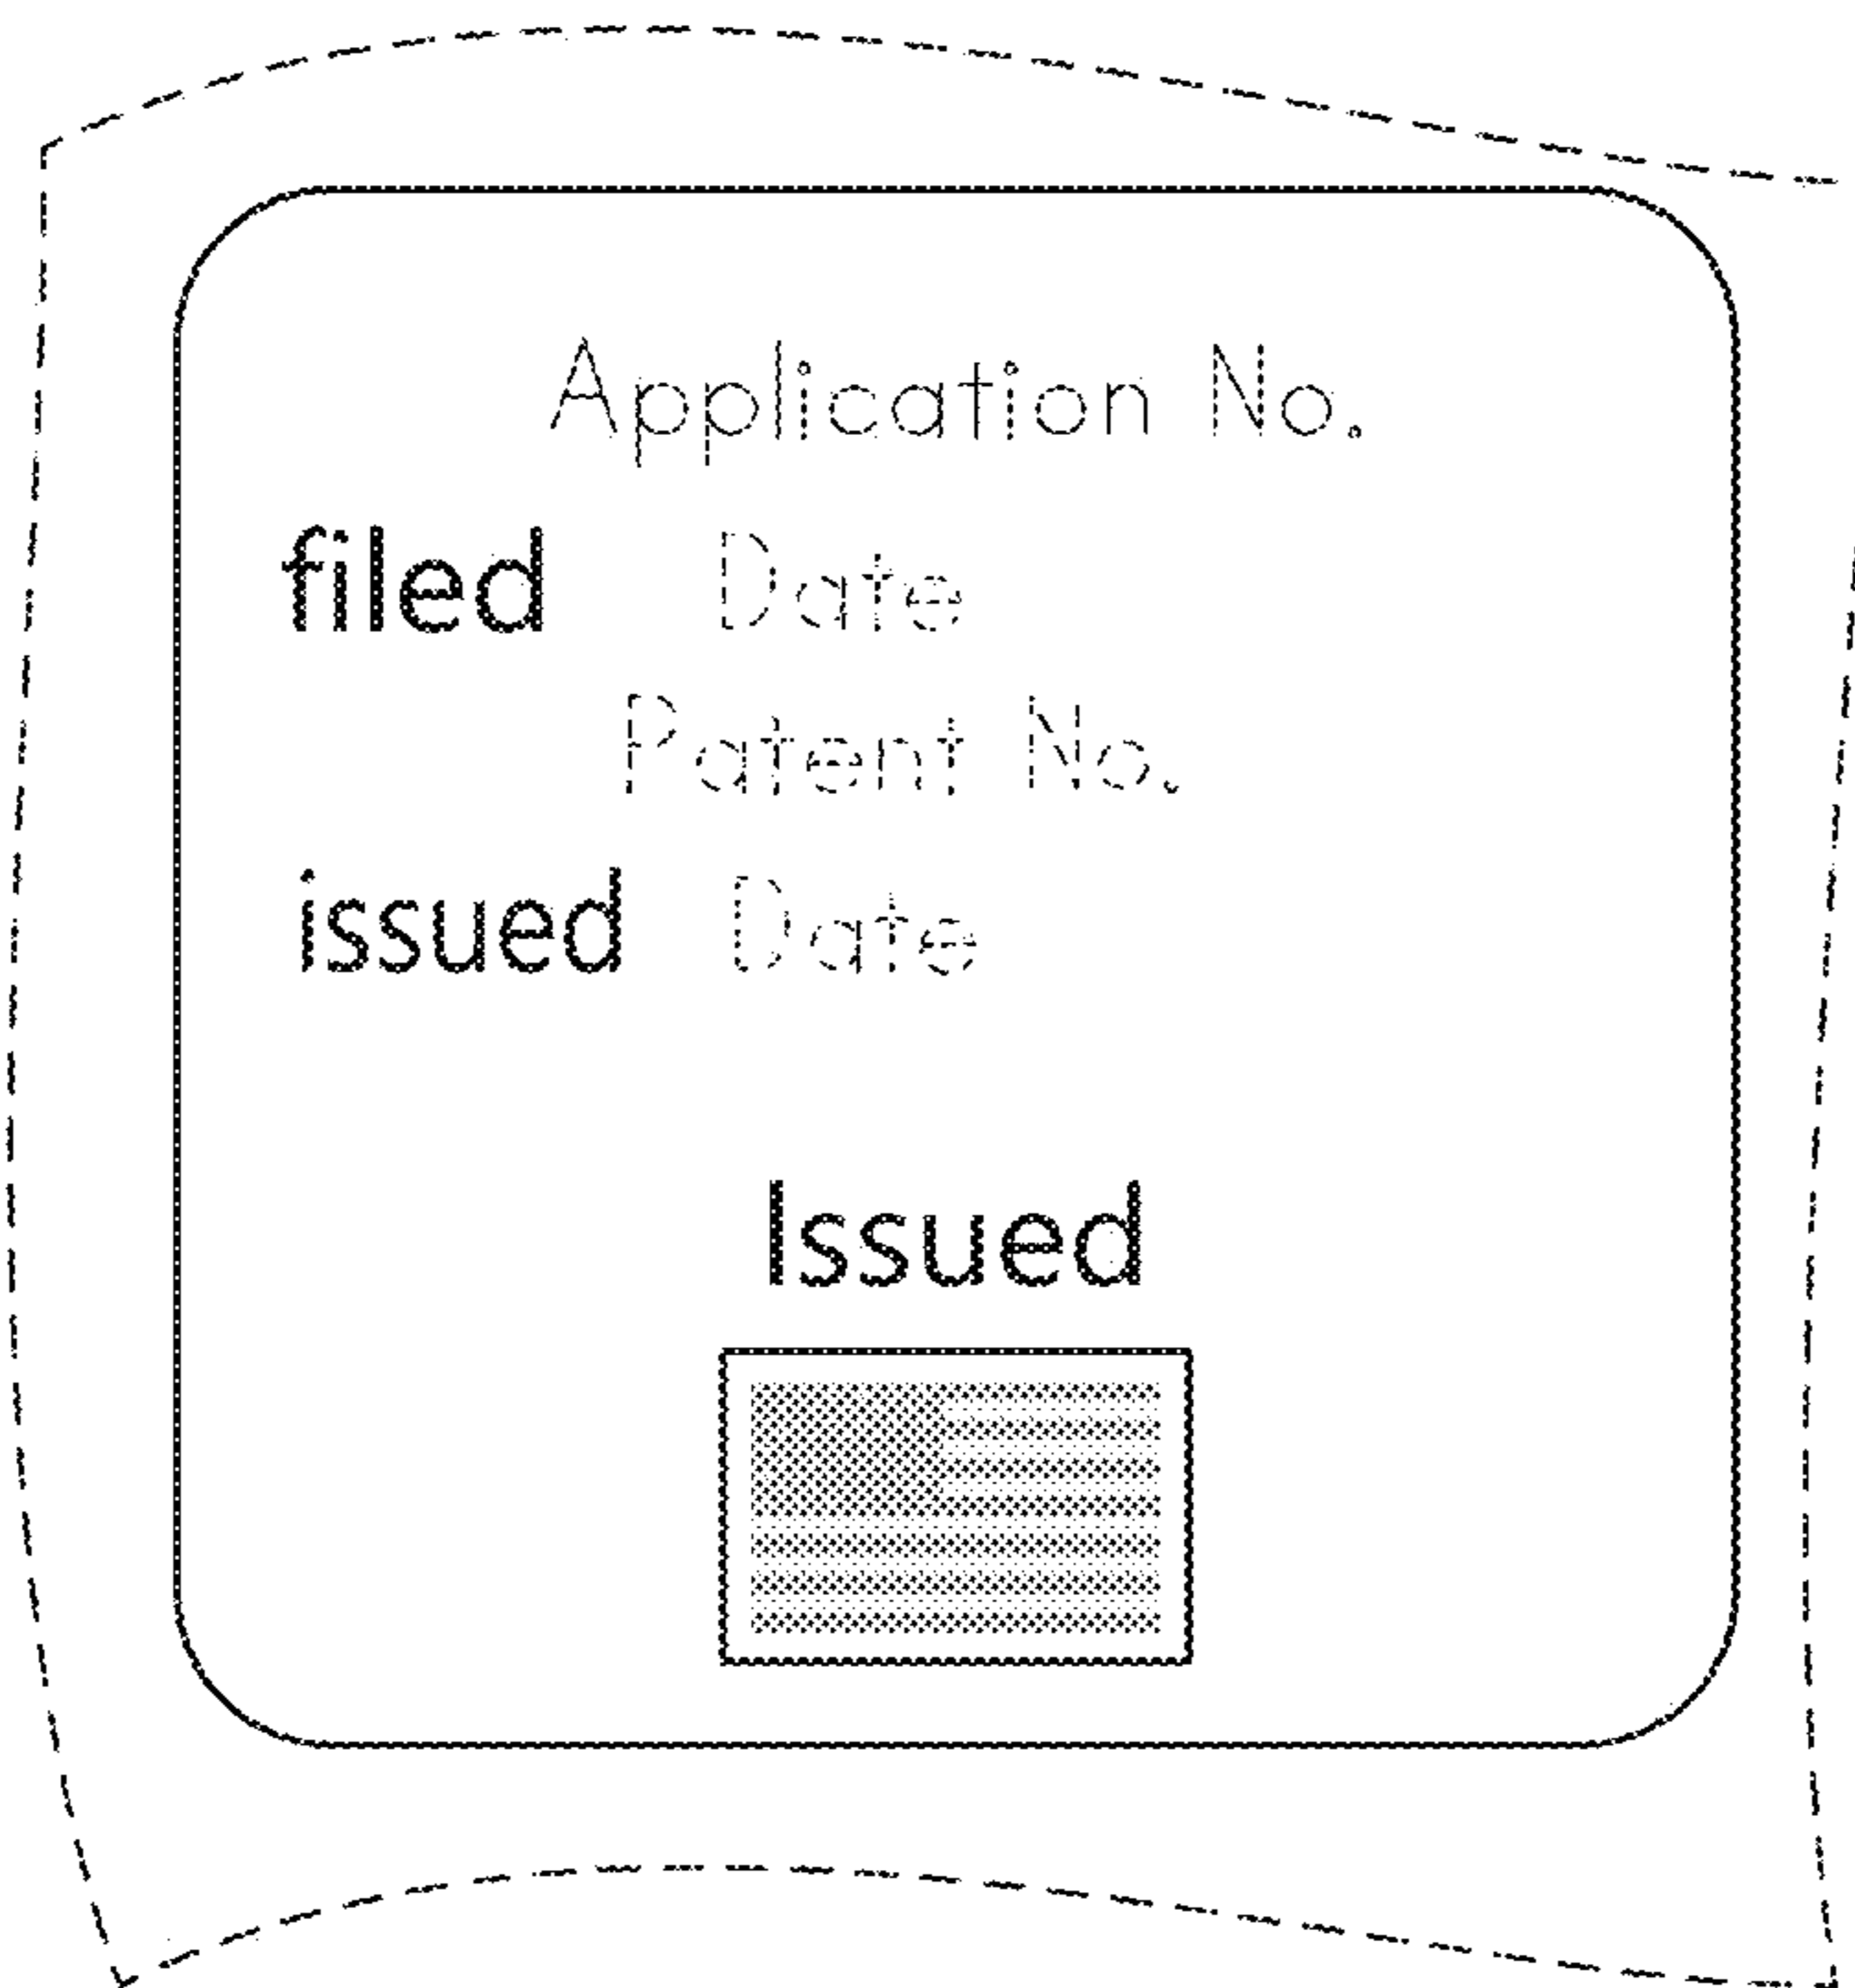 Application No.
filed Date
Patent No.
issued Date
Issued